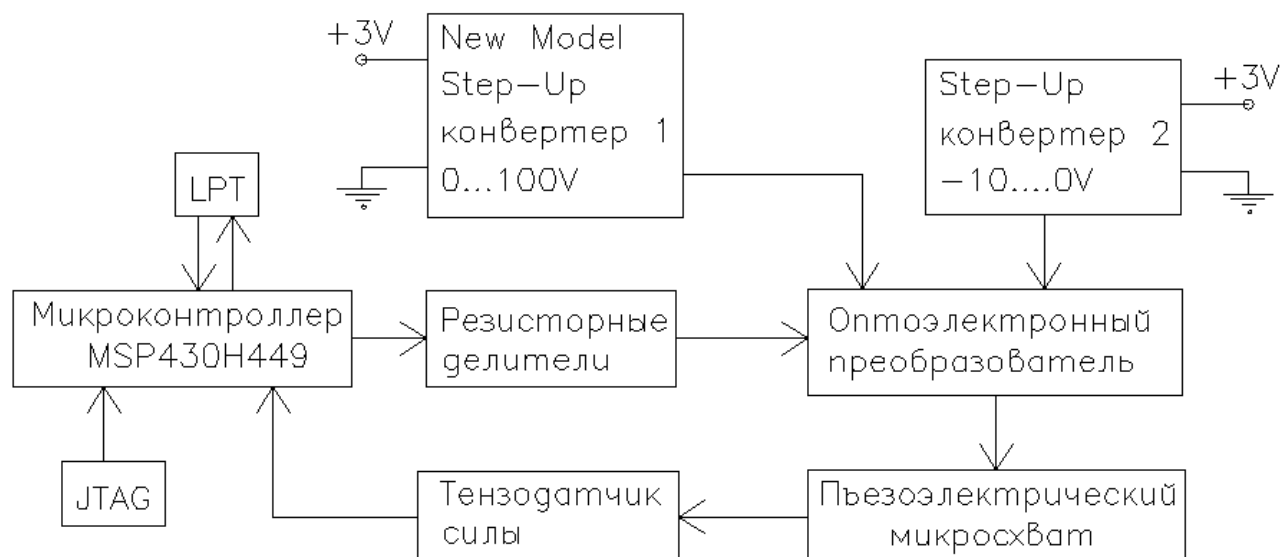 +3V
New Model
Step-Up
конвертер 1
0...100V
Step-Up
конвертер 2
-10....0V
+3V
LPT
Микроконтроллер
MSP430H449
Резисторные
делители
Оптоэлектронный
преобразователь
JTAG
Тензодатчик
силы
Пъезоэлектрический
микросхват